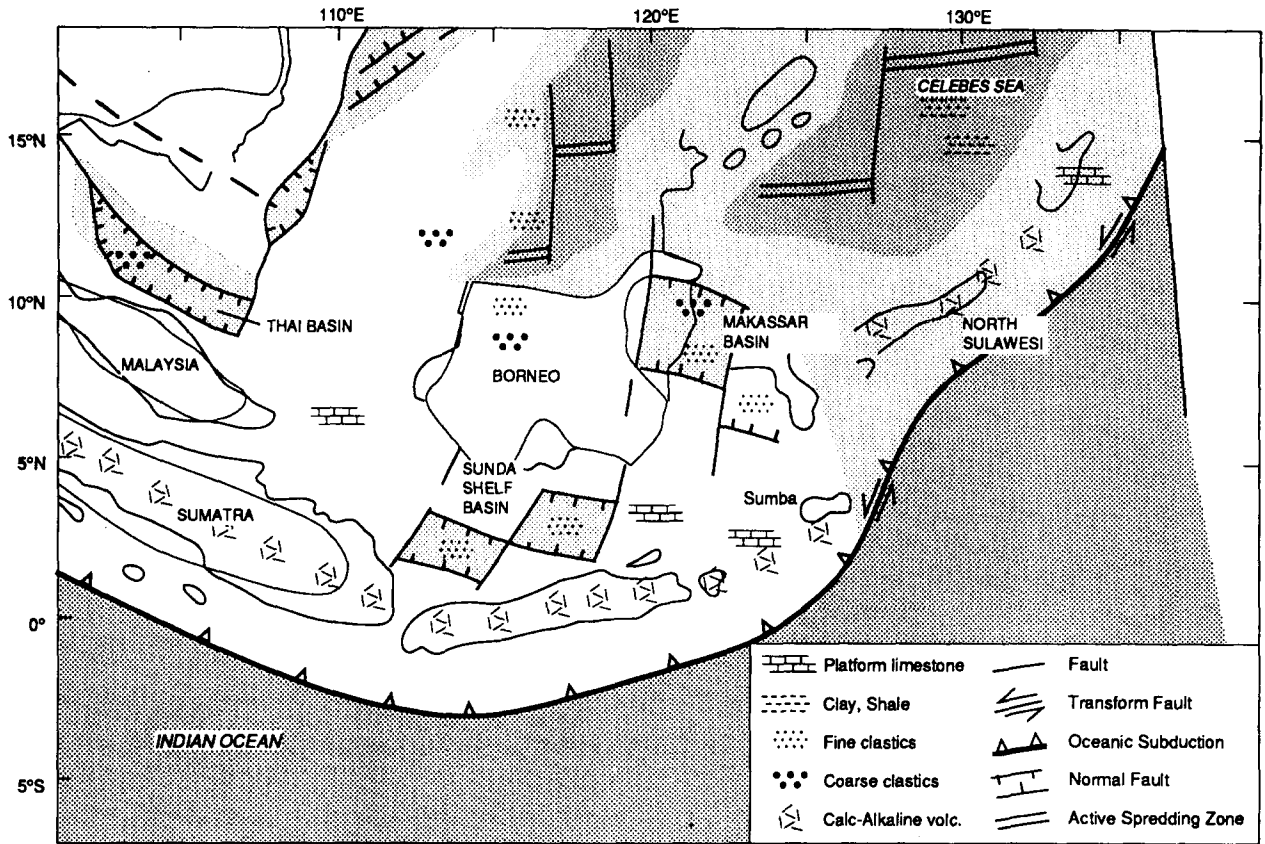 110°E
120°E
130°E
CELEBES SEA
15°N
10°N
THAI BASIN
MAKASSAR
BASIN
NORTH
SULAWESI
MALAYSIA
BORNEO
5°N
SUNDA
SHELF
BASIN
Sumba
SUMATRA
0°
INDIAN OCEAN
5°S
Platform limestone
Fault
Clay, Shale
Transform Fault
Fine clastics
Oceanic Subduction
Coarse clastics
Normal Fault
Calc-Alkaline volc.
Active Spredding Zone